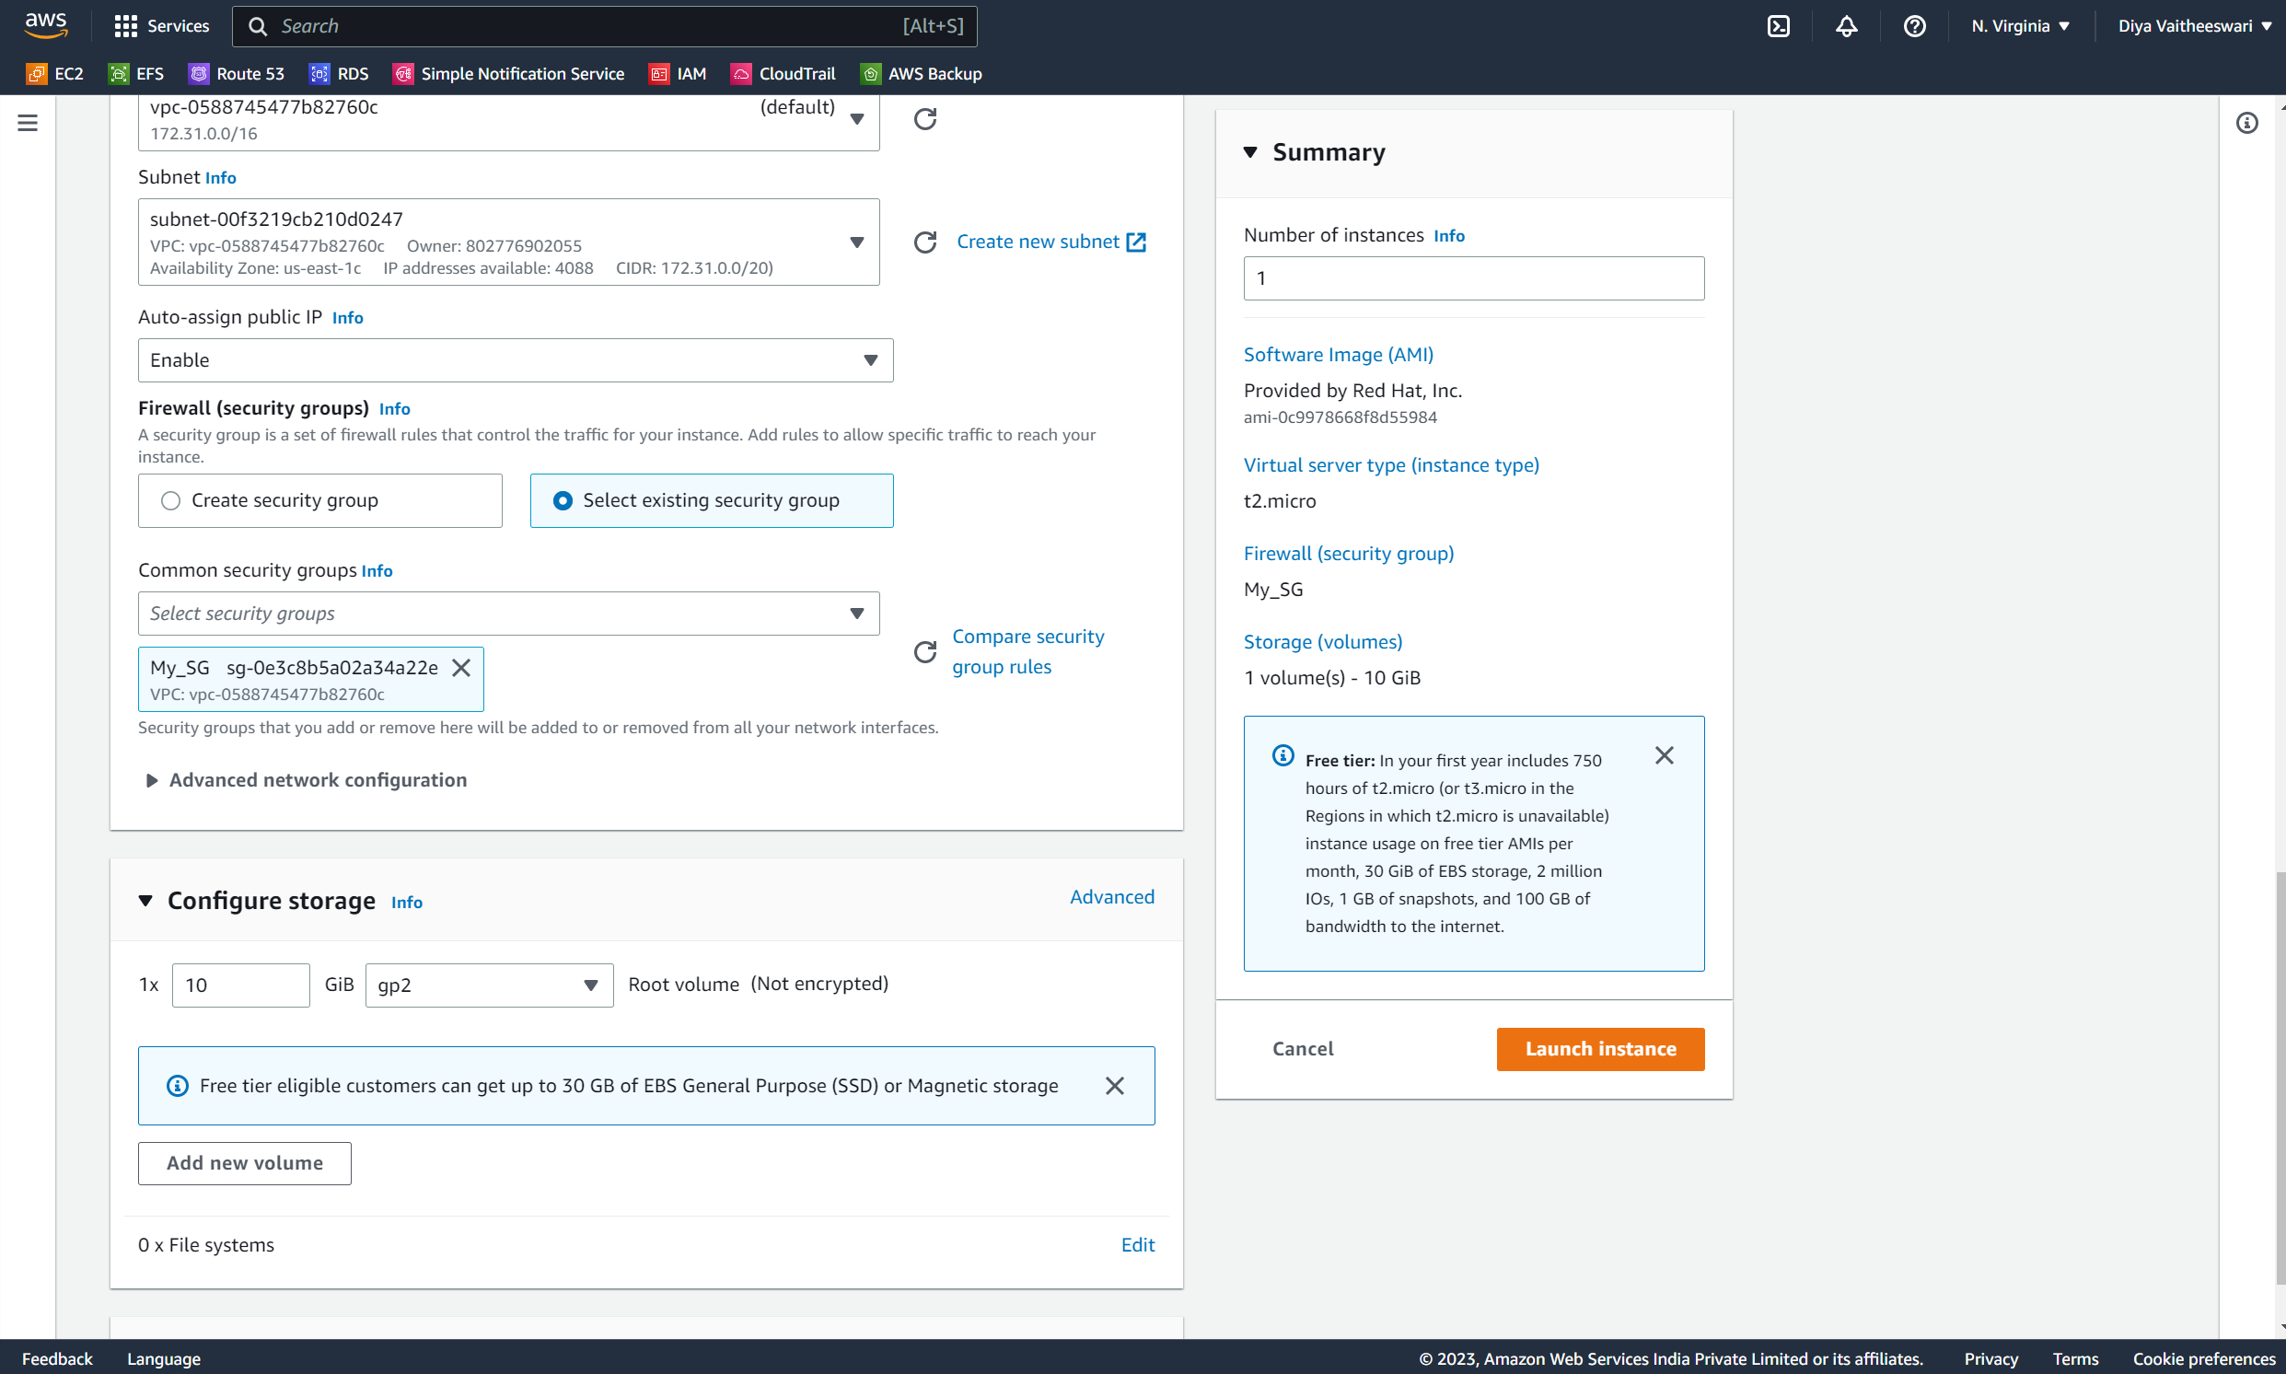 aws
Services
Search
[Alt+S]
N. Virginia
Diya Vaitheeswari
EC2
EFS
Route 53
RDS
Simple Notification Service
IAM
CloudTrail
AWS Backup
vpc-0588745477b82760c
(default)
172.31.0.0/16
Subnet Info
subnet-00f3219cb210d0247
VPC: vpc-0588745477b82760c Owner: 802776902055
Availability Zone: us-east-1c IP addresses available: 4088 CIDR: 172.31.0.0/20)
Create new subnet
Auto-assign public IP Info
Enable
Firewall (security groups) Info
A security group is a set of firewall rules that control the traffic for your instance. Add rules to allow specific traffic to reach your
instance.
Create security group
Select existing security group
Common security groups Info
Select security groups
My_SG sg-0e3c8b5a02a34a22e
VPC: vpc-0588745477b82760c
Compare security
group rules
Security groups that you add or remove here will be added to or removed from all your network interfaces.
Advanced network configuration
Configure storage Info
Advanced
1x
10
GiB
gp2
Root volume (Not encrypted)
Free tier eligible customers can get up to 30 GB of EBS General Purpose (SSD) or Magnetic storage
Add new volume
0 x File systems
Edit
Summary
Number of instances Info
1
Software Image (AMI)
Provided by Red Hat, Inc.
ami-0c9978668f8d55984
Virtual server type (instance type)
t2.micro
Firewall (security group)
My_SG
Storage (volumes)
1 volume(s) - 10 GiB
Free tier: In your first year includes 750
hours of t2.micro (or t3.micro in the
Regions in which t2.micro is unavailable)
instance usage on free tier AMIs per
month, 30 GiB of EBS storage, 2 million
IOs, 1 GB of snapshots, and 100 GB of
bandwidth to the internet.
Cancel
Launch instance
Feedback
Language
© 2023, Amazon Web Services India Private Limited or its affiliates.
Privacy
Terms
Cookie preferences